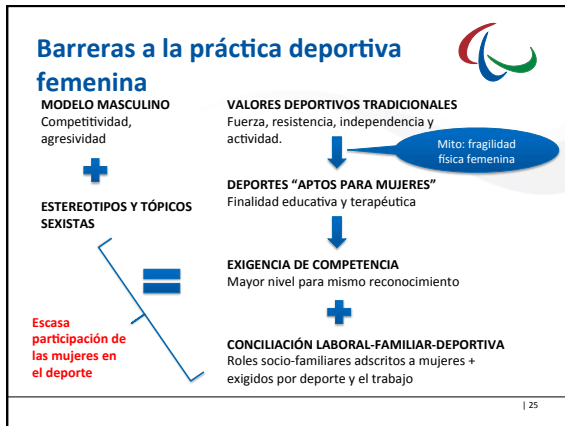 Barreras a la práctica deportiva
femenina
MODELO MASCULINO
Competitividad,
agresividad
ESTEREOTIPOS Y TÓPICOS
SEXISTAS
Escasa
participación de
las mujeres en
el deporte
VALORES DEPORTIVOS TRADICIONALES
Fuerza, resistencia, independencia y
actividad.
Mito: fragilidad
física femenina
DEPORTES “APTOS PARA MUJERES”
Finalidad educativa y terapéutica
EXIGENCIA DE COMPETENCIA
Mayor nivel para mismo reconocimiento
CONCILIACIÓN LABORAL-FAMILIAR-DEPORTIVA
Roles socio-familiares adscritos a mujeres +
exigidos por deporte y el trabajo
| 25